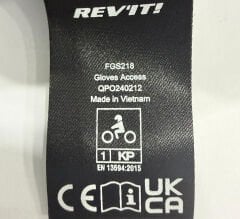 REV'IT!
FGS218
Gloves Access
QPO240212
Made in Vietnam
1 KP
EN 13594:2015
CE UK
CA